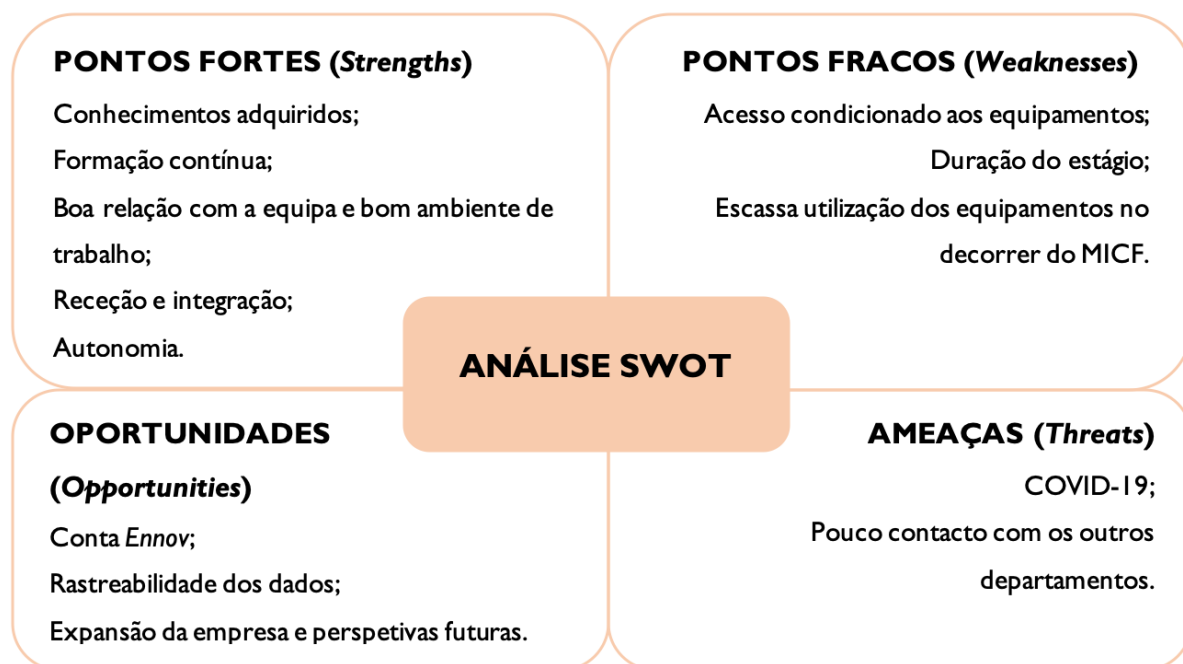 PONTOS FORTES (Strengths)
Conhecimentos adquiridos;
Formação contínua;
Boa relação com a equipa e bom ambiente de
trabalho;
Receção e integração;
Autonomia.
PONTOS FRACOS (Weaknesses)
Acesso condicionado aos equipamentos;
Duração do estágio;
Escassa utilização dos equipamentos no
decorrer do MICF.
ANÁLISE SWOT
OPORTUNIDADES
(Opportunities)
Conta Ennov;
Rastreabilidade dos dados;
Expansão da empresa e perspetivas futuras.
AMEAÇAS (Threats)
COVID-19;
Pouco contacto com os outros
departamentos.